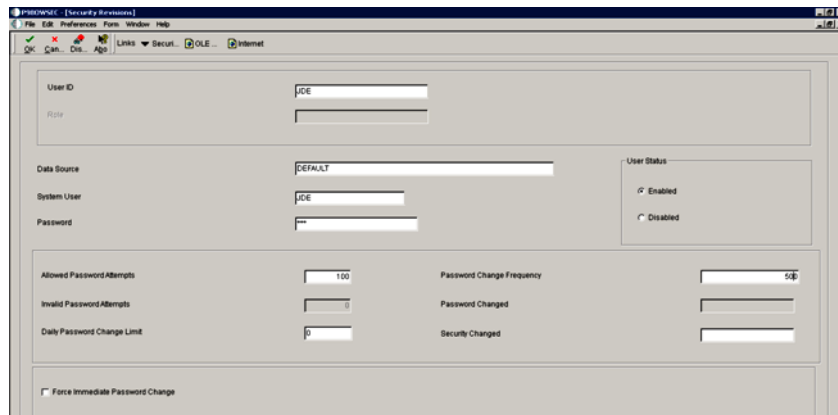 P98OWSEC - [Security Revisions]
File Edit Preferences Form Window Help
OK Can... Dis... Abo Links Securi... OLE ... Internet
User ID JDE
Role
Data Source DEFAULT
User Status
System User JDE
Enabled
Password ***
Disabled
Allowed Password Attempts 100 Password Change Frequency 500
Invalid Password Attempts 0 Password Changed
Daily Password Change Limit 0 Security Changed
Force Immediate Password Change